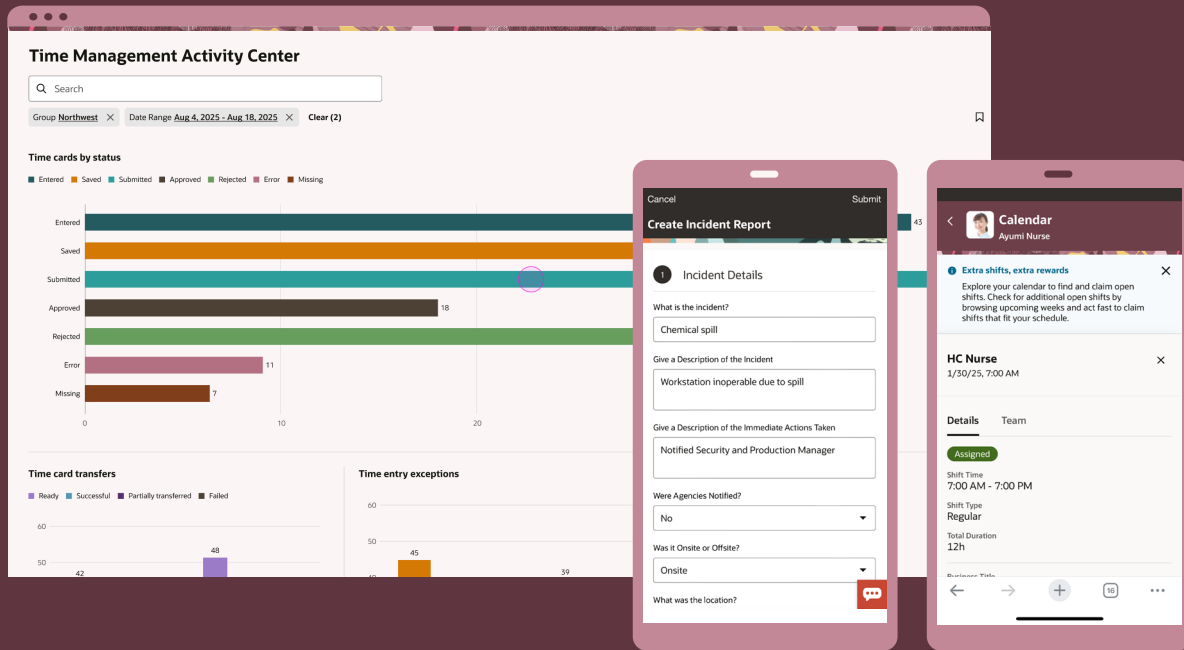 Time Management Activity Center
Search
Group Northwest
Date Range Aug 4, 2025 - Aug 18, 2025
Clear (2)
Time cards by status
Entered Saved Submitted Approved Rejected Error Missing
Entered 43
Saved
Submitted
Approved 18
Rejected
Error 11
Missing 7
0 10 20
Time card transfers
Ready Successful Partially transferred Failed
60
50
48
42
Time entry exceptions
60
50
45
40
39
Cancel Submit
Create Incident Report
1 Incident Details
What is the incident?
Chemical spill
Give a Description of the Incident
Workstation inoperable due to spill
Give a Description of the Immediate Actions Taken
Notified Security and Production Manager
Were Agencies Notified?
No
Was it Onsite or Offsite?
Onsite
What was the location?
Calendar
Ayumi Nurse
Extra shifts, extra rewards
Explore your calendar to find and claim open
shifts. Check for additional open shifts by
browsing upcoming weeks and act fast to claim
shifts that fit your schedule.
HC Nurse
1/30/25, 7:00 AM
Details Team
Assigned
Shift Time
7:00 AM - 7:00 PM
Shift Type
Regular
Total Duration
12h
Business Title
16